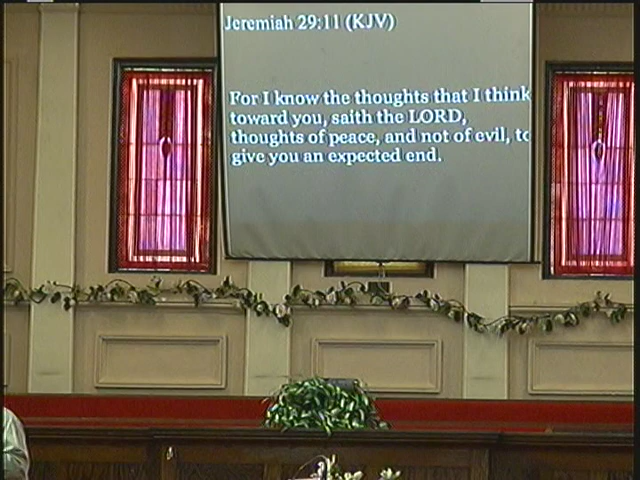 Jeremiah 29:11 (KJV)
For I know the thoughts that I think
toward you, saith the LORD,
thoughts of peace, and not of evil, to
give you an expected end.